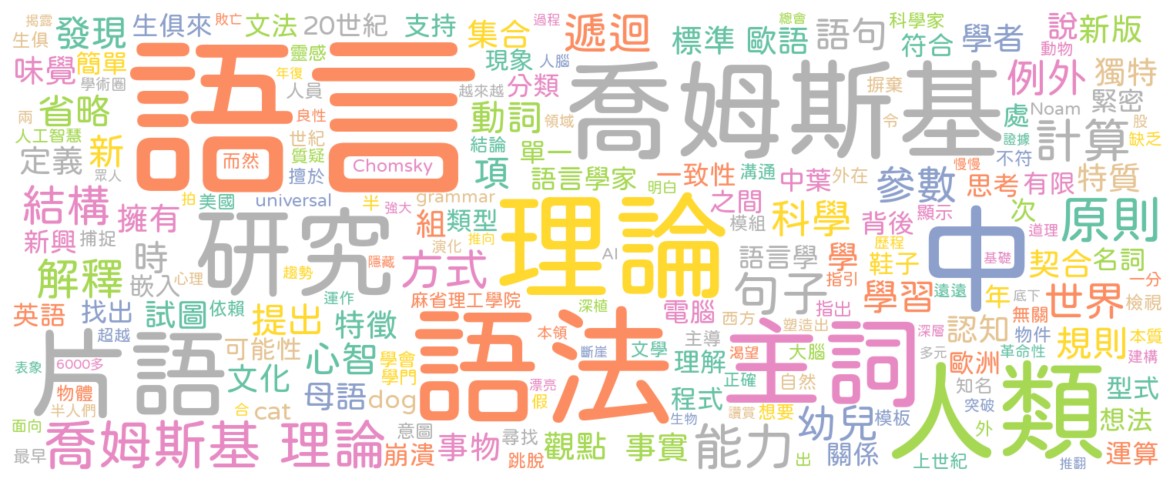 揭露 生俱來 敗亡 文法 20世紀 支持 集合 遞迴 標準 歐語 語句 科學家 說 新版
生俱 發現 靈感 過程 總會 符合 學者 動物
味覺 簡單 學術圈 年後 現象 人腦 例外 獨特
語言 喬姆斯基
省略 人員 越來越 分類 摒棄 令 Noam 緊密
兩 良性 動詞 領域 處 股
人工智慧 世紀 結論 單一 證據 計算 缺乏
定義 新 而然 Chomsky 質疑 不符
眾人 擅於 項 語言學家 明白 一致性 溝通 中葉 外在 慢慢
結構 擁有 拍 美國 universal 半 grammar 之間 參數 思考 有限 特質
強大 組 類型 理論 模組 科學 背後 顯示 次 原則
新興 捕捉 時 研究 推向 中 道理
演化 AI 歷程 基礎
解釋 嵌入 心理 趨勢 隱藏 方式 語言學 學 鞋子 契合 名詞
指引
麻省理工學院 深植 句子 指出 學習 遠遠 年 底下 世界 一分
英語 找出 試圖 依賴 運作 電腦 無關 檢視
超越 提出 特徵 本領 西方 塑造出 認知 物件 深層 規則 本質
表象 6000多 片語 可能性 心智 學會 語法 斷崖 文學 主導 渴望 主詞 大腦 多元 革命性 建構
物體 文化 學門 漂亮 理解 正確 自然 歐洲 人類 型式
半人們 合 cat 母語 dog 假 生物 程式 讚賞 想要 幼兒 模板 知名 突破 想法
面向 意圖 尋找 外
喬姆斯基 理論 崩潰 事物 跳脫 觀點 事實 能力 出 關係 上世紀 推翻 運算
最早